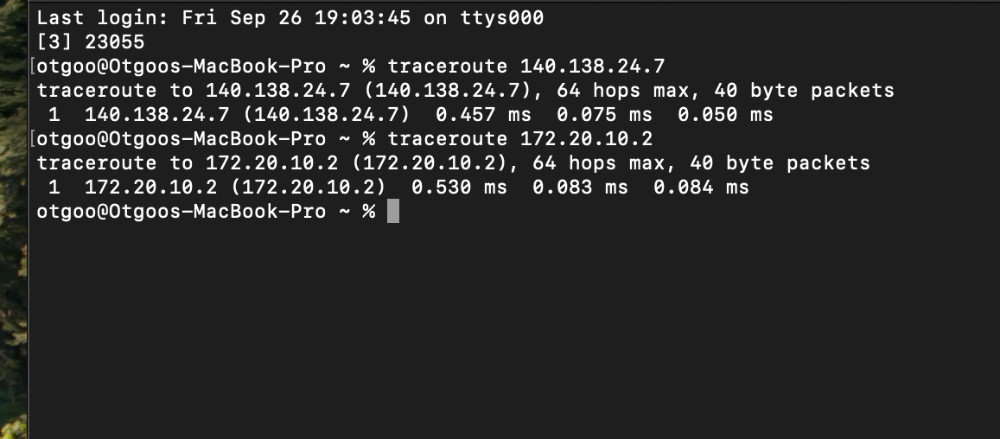 Last login: Fri Sep 26 19:03:45 on ttys000
[3] 23055
[otgoo@Otgoos-MacBook-Pro ~ % traceroute 140.138.24.7
traceroute to 140.138.24.7 (140.138.24.7), 64 hops max, 40 byte packets
 1  140.138.24.7 (140.138.24.7)  0.457 ms  0.075 ms  0.050 ms
[otgoo@Otgoos-MacBook-Pro ~ % traceroute 172.20.10.2
traceroute to 172.20.10.2 (172.20.10.2), 64 hops max, 40 byte packets
 1  172.20.10.2 (172.20.10.2)  0.530 ms  0.083 ms  0.084 ms
otgoo@Otgoos-MacBook-Pro ~ %